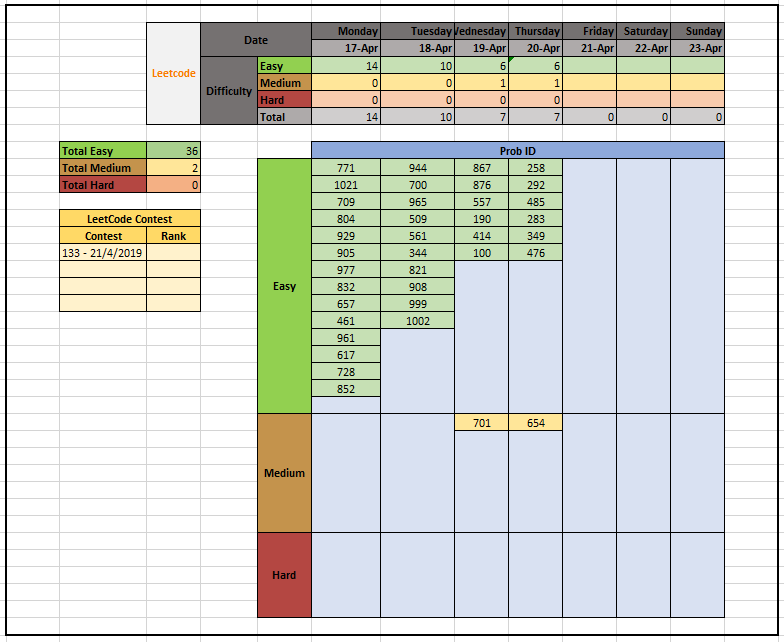 Leetcode Date Monday Tuesday Wednesday Thursday Friday Saturday Sunday
17-Apr 18-Apr 19-Apr 20-Apr 21-Apr 22-Apr 23-Apr
Difficulty Easy 14 10 6 6
Medium 0 0 1 1
Hard 0 0 0 0
Total 14 10 7 7 0 0 0
Total Easy 36
Total Medium 2
Total Hard 0
LeetCode Contest
Contest Rank
133 - 21/4/2019
Prob ID
Easy
771 944 867 258
1021 700 876 292
709 965 557 485
804 509 190 283
929 561 414 349
905 344 100 476
977 821
832 908
657 999
461 1002
961
617
728
852
Medium
701 654
Hard